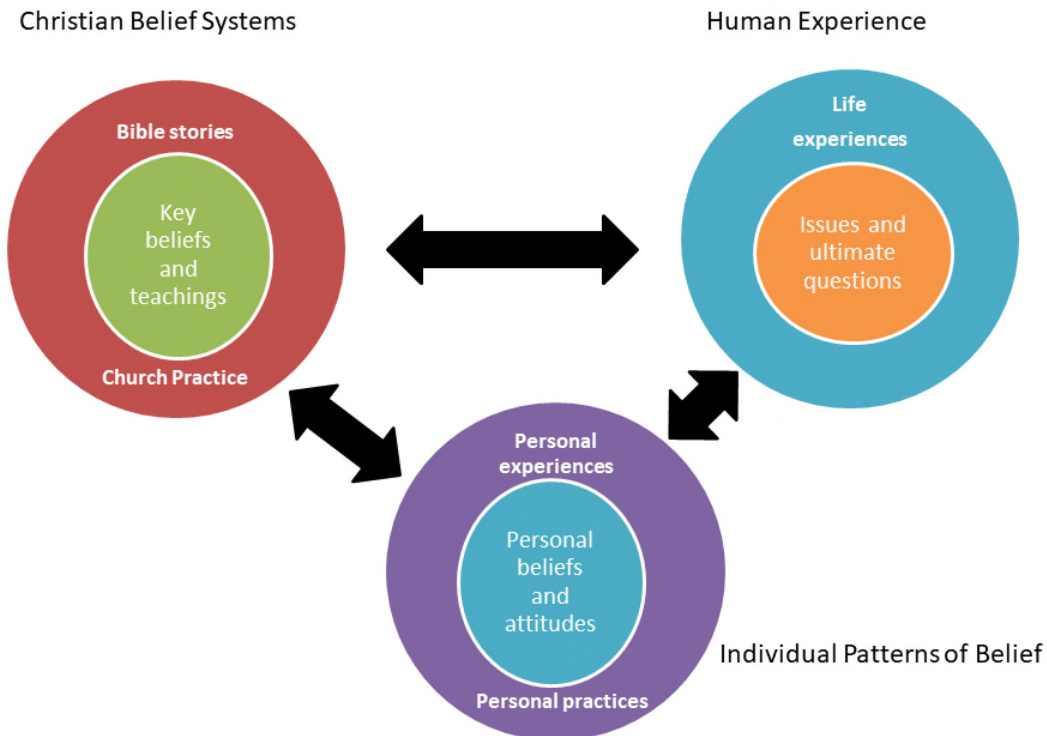 Christian Belief Systems
Human Experience
Bible stories
Key
beliefs
and
teachings
Church Practice
Life
experiences
Issues and
ultimate
questions
Personal
experiences
Personal
beliefs
and
attitudes
Personal practices
Individual Patterns of Belief